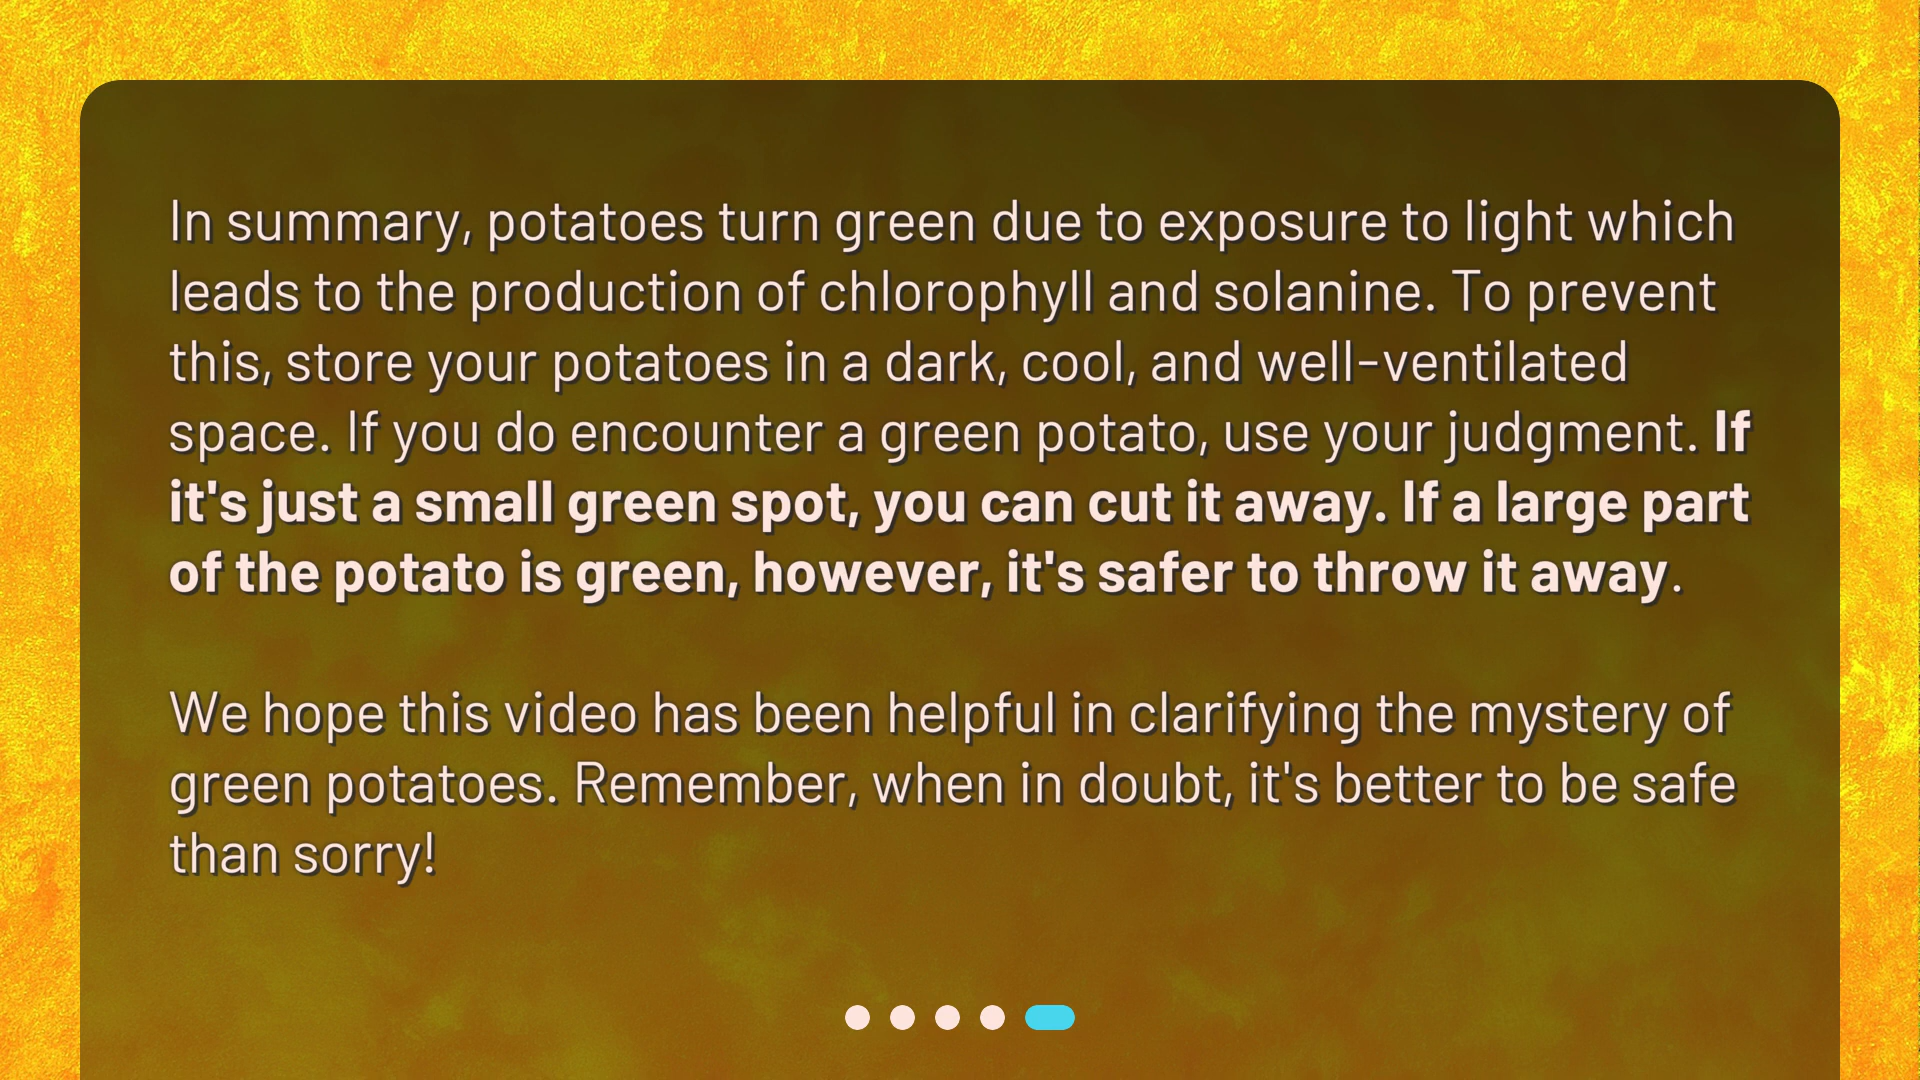 In summary, potatoes turn green due to exposure to light which
leads to the production of chlorophyll and solanine. To prevent
this, store your potatoes in a dark, cool, and well-ventilated
space. If you do encounter a green potato, use your judgment. If
it's just a small green spot, you can cut it away. If a large part
of the potato is green, however, it's safer to throw it away.
We hope this video has been helpful in clarifying the mystery of
green potatoes. Remember, when in doubt, it's better to be safe
than sorry!